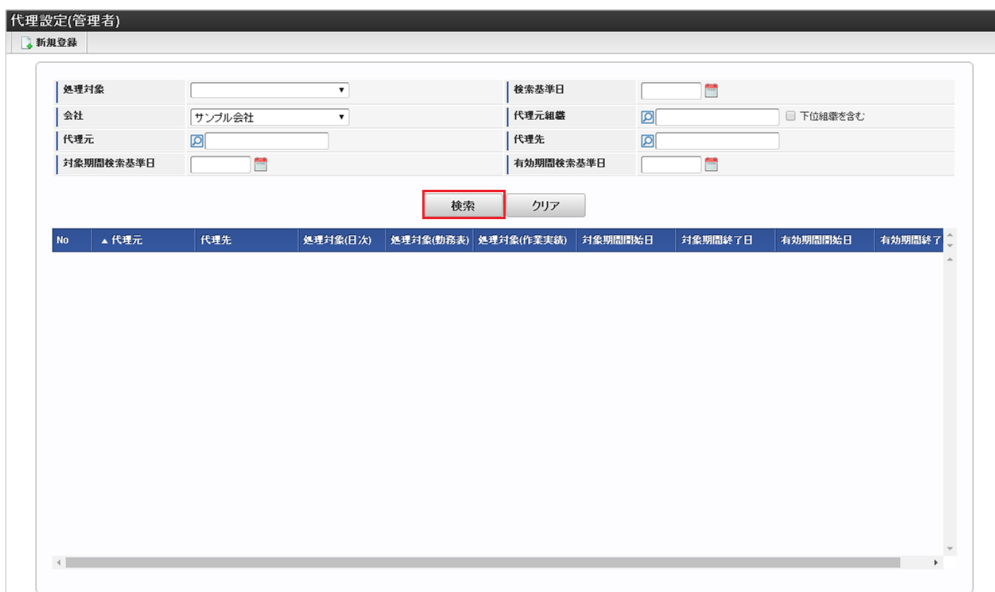 代理設定(管理者)
新規登録
処理対象 検索基準日
会社 サンプル会社 代理元組織 下位組織を含む
代理元 代理先
対象期間検索基準日 有効期間検索基準日
検索 クリア
No ▲代理元 代理先 処理対象(日次) 処理対象(勤務表) 処理対象(作業実績) 対象期間開始日 対象期間終了日 有効期間開始日 有効期間終了